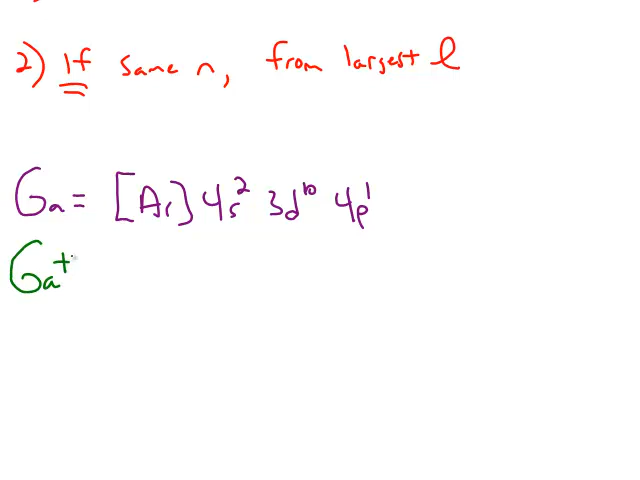 2) If same n, from largest l
Ga = [Ar] 4s² 3d¹⁰ 4p¹
Ga⁺